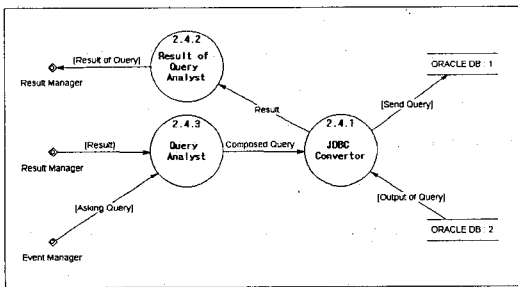 2.4.2
Result of
Query
Analyst
[Result of Query]
Result Manager
ORACLE DB : 1
[Send Query]
Result
2.4.3
Query
Analyst
[Result]
Result Manager
Composed Query
2.4.1
JDBC
Convertor
[Asking Query]
[Output of Query]
Event Manager
ORACLE DB : 2